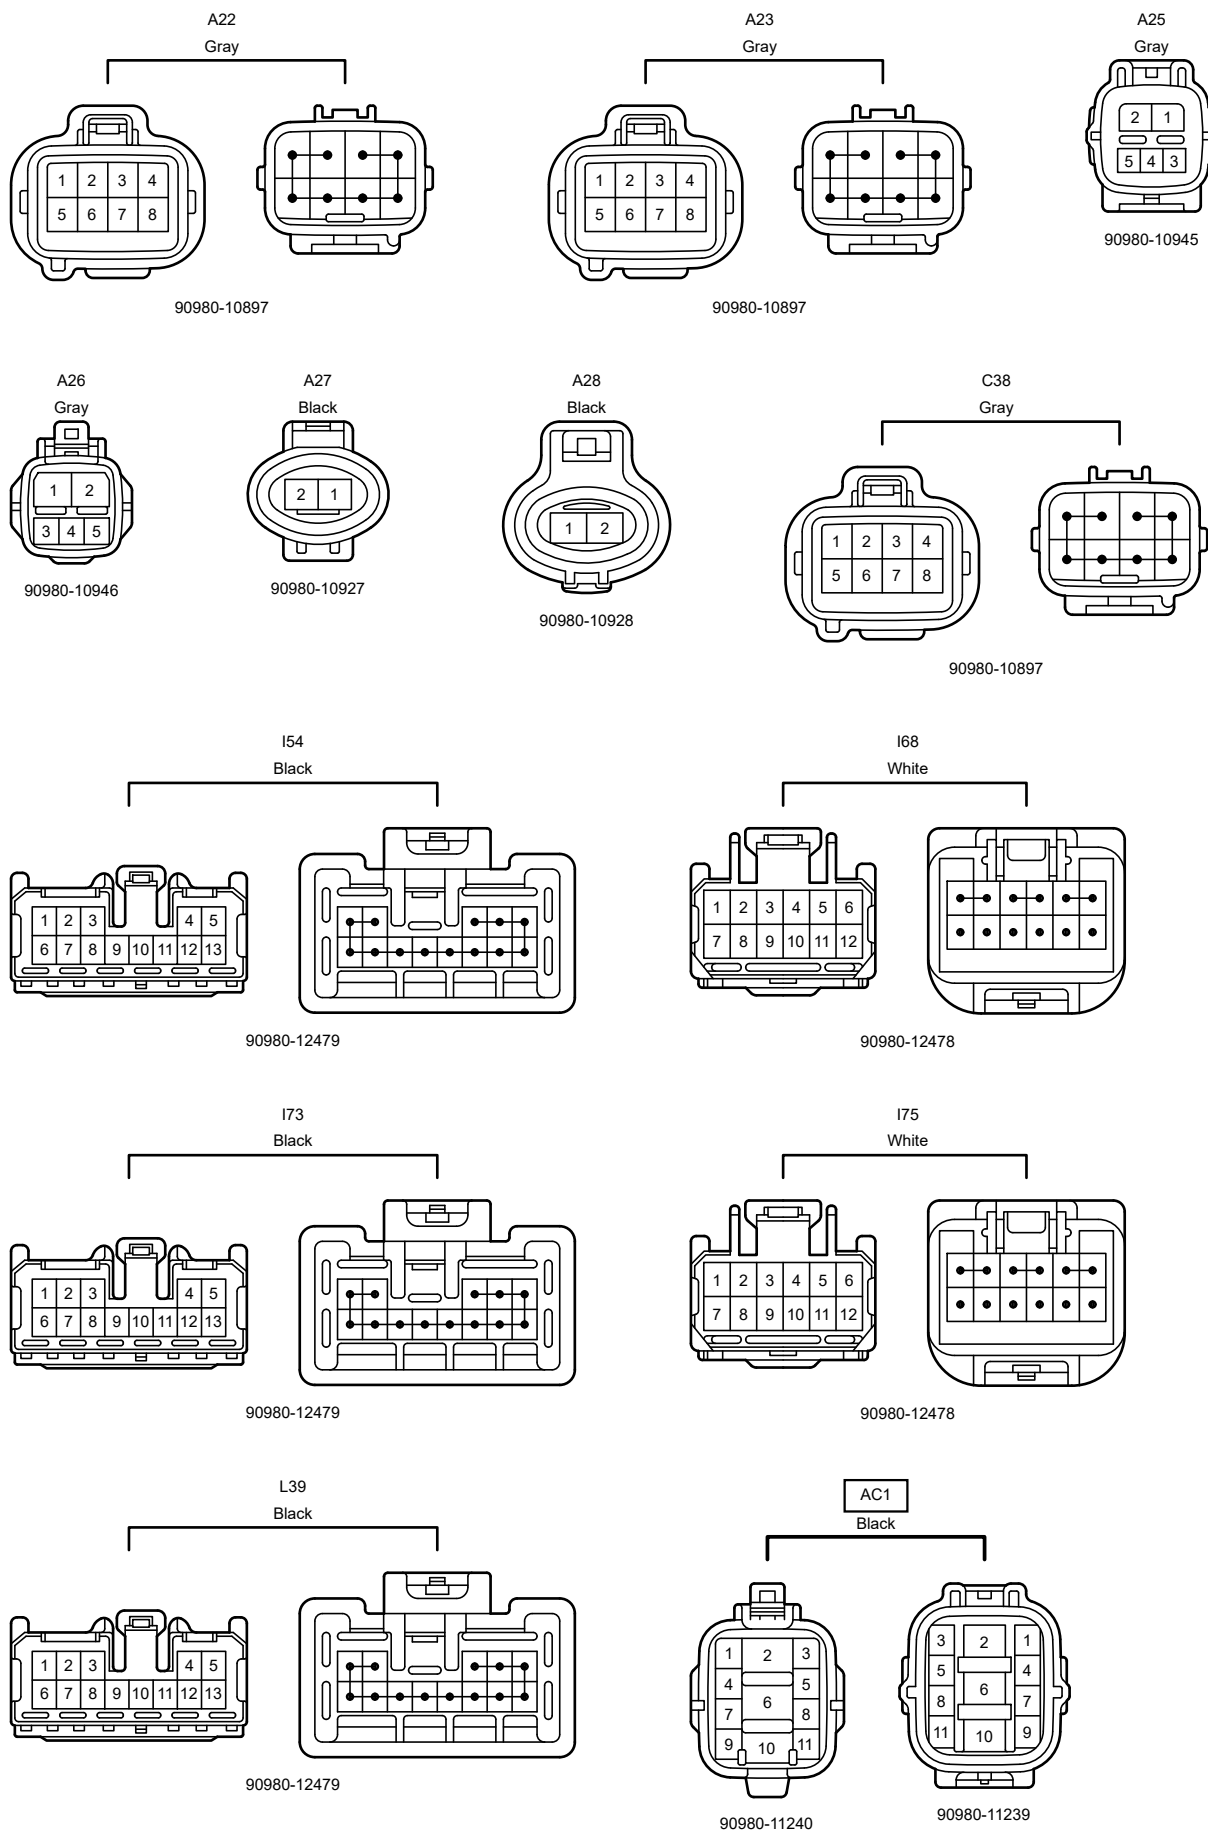 A22
Gray
1 2 3 4
5 6 7 8
90980-10897
A23
Gray
1 2 3 4
5 6 7 8
90980-10897
A25
Gray
2 1
5 4 3
90980-10945
A26
Gray
1 2
3 4 5
90980-10946
A27
Black
2 1
90980-10927
A28
Black
1 2
90980-10928
C38
Gray
1 2 3 4
5 6 7 8
90980-10897
I54
Black
1 2 3 4 5
6 7 8 9 10 11 12 13
90980-12479
I68
White
1 2 3 4 5 6
7 8 9 10 11 12
90980-12478
I73
Black
1 2 3 4 5
6 7 8 9 10 11 12 13
90980-12479
I75
White
1 2 3 4 5 6
7 8 9 10 11 12
90980-12478
L39
Black
1 2 3 4 5
6 7 8 9 10 11 12 13
90980-12479
AC1
Black
1 2 3
4 5
6
7 8
9 10 11
90980-11240
3 2 1
5 4
6
8 7
11 10 9
90980-11239